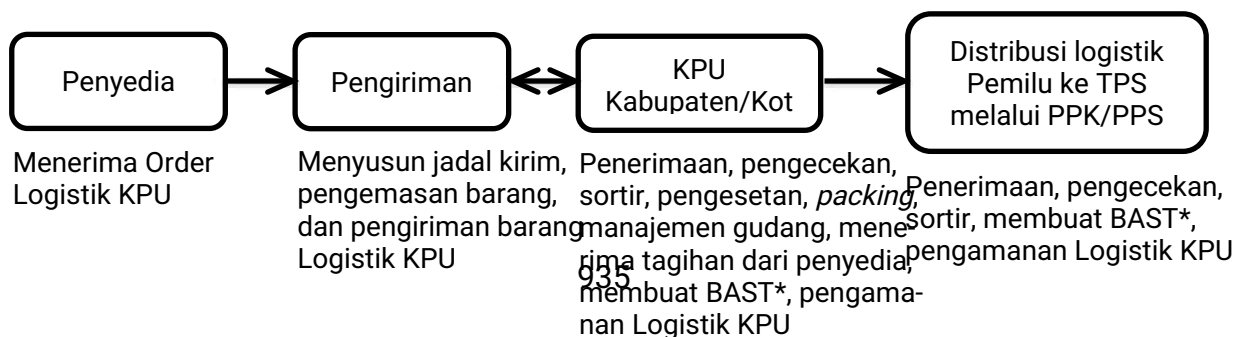 Penyedia
Menerima Order
Logistik KPU
Pengiriman
Menyusun jadal kirim,
pengemasan barang,
dan pengiriman barang
Logistik KPU
KPU
Kabupaten/Kot
Penerimaan, pengecekan,
sortir, pengesetan, packing,
manajemen gudang, mene-
rima tagihan dari penyedia,
membuat BAST*, pengama-
nan Logistik KPU
Distribusi logistik
Pemilu ke TPS
melalui PPK/PPS
Penerimaan, pengecekan,
sortir, membuat BAST*,
pengamanan Logistik KPU
935